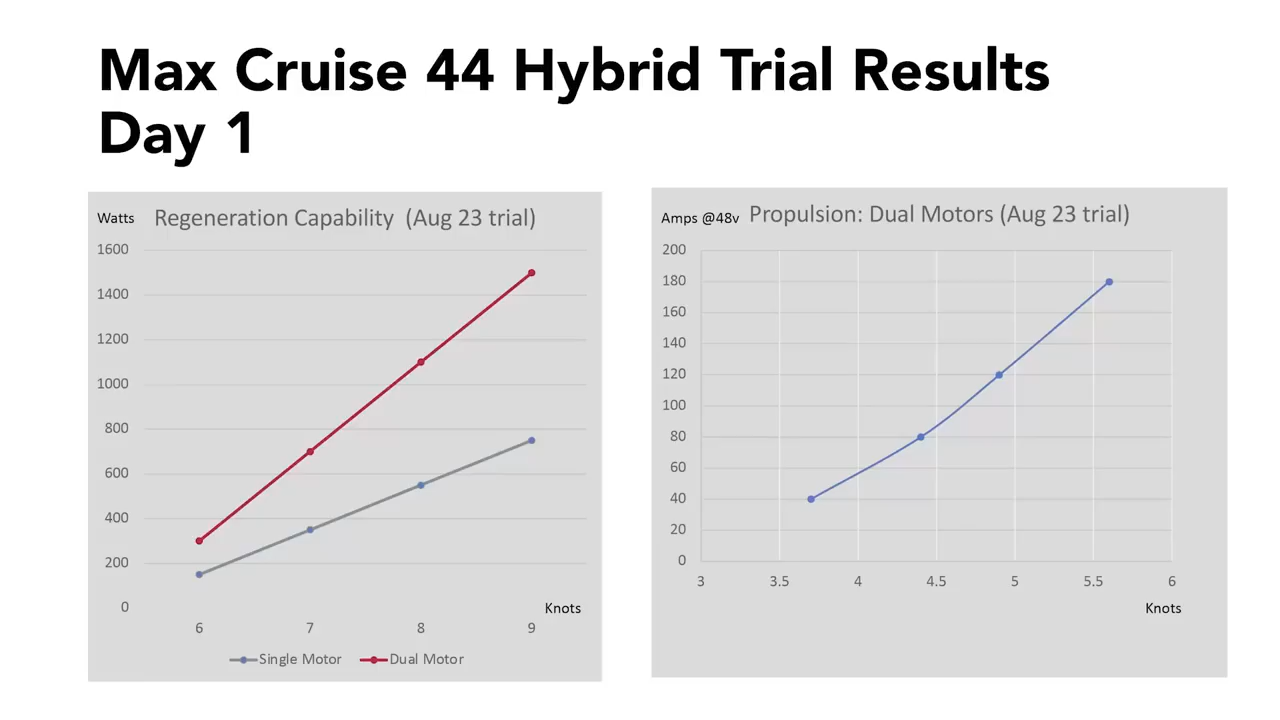 Max Cruise 44 Hybrid Trial Results
Day 1
Watts
Regeneration Capability  (Aug 23 trial)
1600
1400
1200
1000
800
600
400
200
0
6 7 8 9
Knots
Single Motor
Dual Motor
Amps @48v
Propulsion: Dual Motors (Aug 23 trial)
200
180
160
140
120
100
80
60
40
20
0
3 3.5 4 4.5 5 5.5 6
Knots